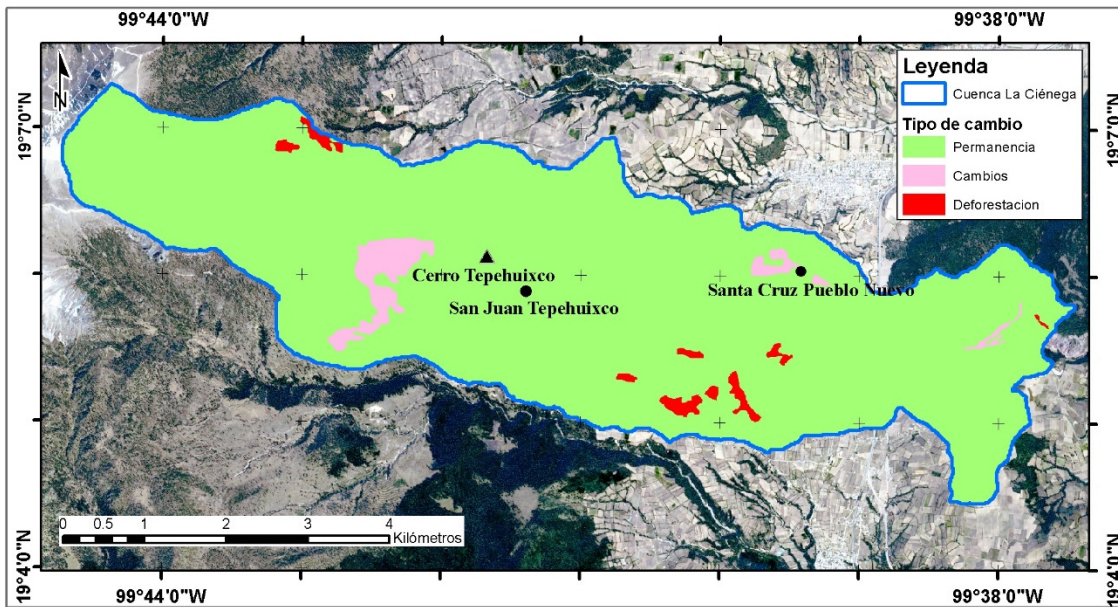 99°44'0"W
99°38'0"W
19°7'0"N
19°7'0"N
N
Leyenda
Cuenca La Ciénega
Tipo de cambio
Permanencia
Cambios
Deforestacion
Cerro Tepehuixco
San Juan Tepehuixco
Santa Cruz Pueblo Nuevo
0 0.5 1 2 3 4
Kilómetros
19°4'0"N
19°4'0"N
99°44'0"W
99°38'0"W